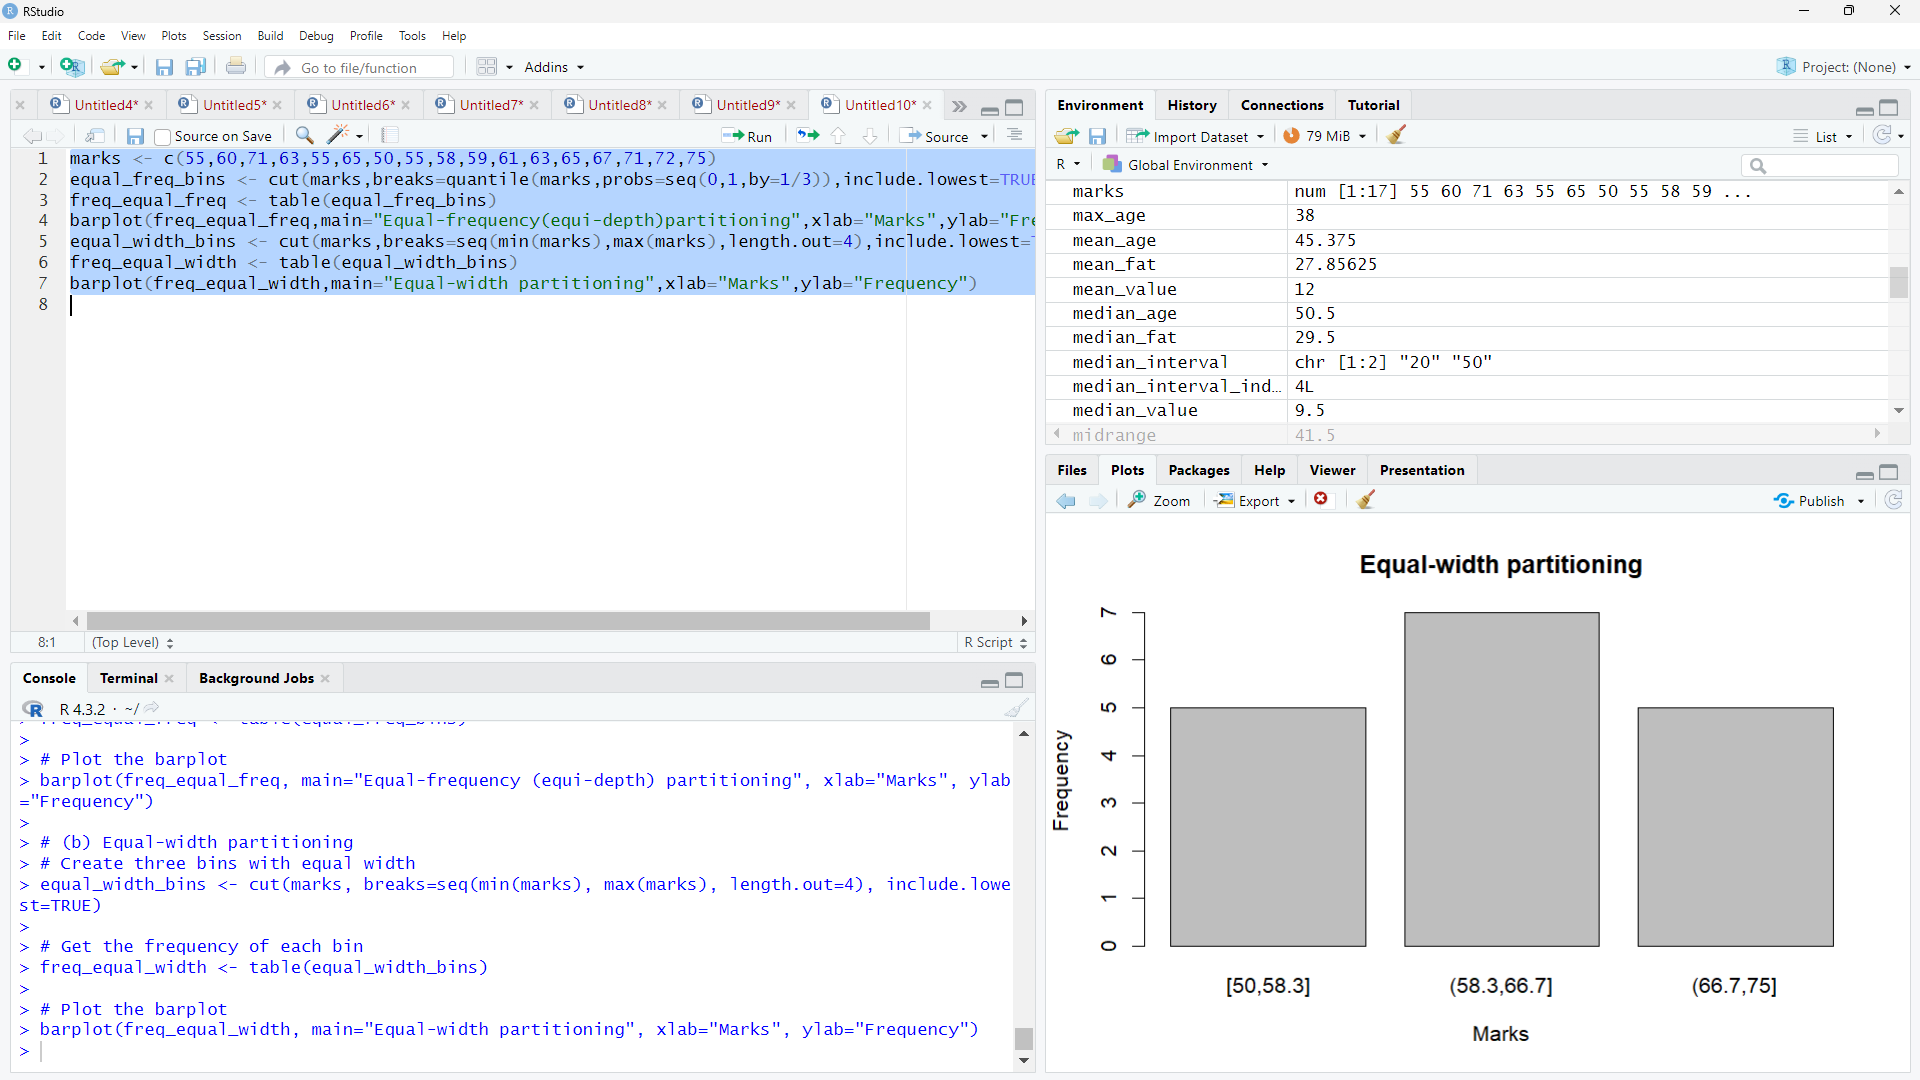 RStudio
File Edit Code View Plots Session Build Debug Profile Tools Help
Go to file/function Addins Project: (None)
Untitled4* Untitled5* Untitled6* Untitled7* Untitled8* Untitled9* Untitled10*
Source on Save Run Source
1 marks <- c(55,60,71,63,55,65,50,55,58,59,61,63,65,67,71,72,75)
2 equal_freq_bins <- cut(marks,breaks=quantile(marks,probs=seq(0,1,by=1/3)),include.lowest=TRUE
3 freq_equal_freq <- table(equal_freq_bins)
4 barplot(freq_equal_freq,main="Equal-frequency(equi-depth)partitioning",xlab="Marks",ylab="Fre
5 equal_width_bins <- cut(marks,breaks=seq(min(marks),max(marks),length.out=4),include.lowest=
6 freq_equal_width <- table(equal_width_bins)
7 barplot(freq_equal_width,main="Equal-width partitioning",xlab="Marks",ylab="Frequency")
8
8:1 (Top Level) R Script
Console Terminal Background Jobs
R 4.3.2 · ~/
>
> # Plot the barplot
> barplot(freq_equal_freq, main="Equal-frequency (equi-depth) partitioning", xlab="Marks", ylab
="Frequency")
>
> # (b) Equal-width partitioning
> # Create three bins with equal width
> equal_width_bins <- cut(marks, breaks=seq(min(marks), max(marks), length.out=4), include.lowe
st=TRUE)
>
> # Get the frequency of each bin
> freq_equal_width <- table(equal_width_bins)
>
> # Plot the barplot
> barplot(freq_equal_width, main="Equal-width partitioning", xlab="Marks", ylab="Frequency")
>
Environment History Connections Tutorial
Import Dataset 79 MiB List
R Global Environment
marks num [1:17] 55 60 71 63 55 65 50 55 58 59 ...
max_age 38
mean_age 45.375
mean_fat 27.85625
mean_value 12
median_age 50.5
median_fat 29.5
median_interval chr [1:2] "20" "50"
median_interval_ind… 4L
median_value 9.5
midrange 41.5
Files Plots Packages Help Viewer Presentation
Zoom Export Publish
Equal-width partitioning
7
6
5
4
3
2
1
0
Frequency
[50,58.3] (58.3,66.7] (66.7,75]
Marks